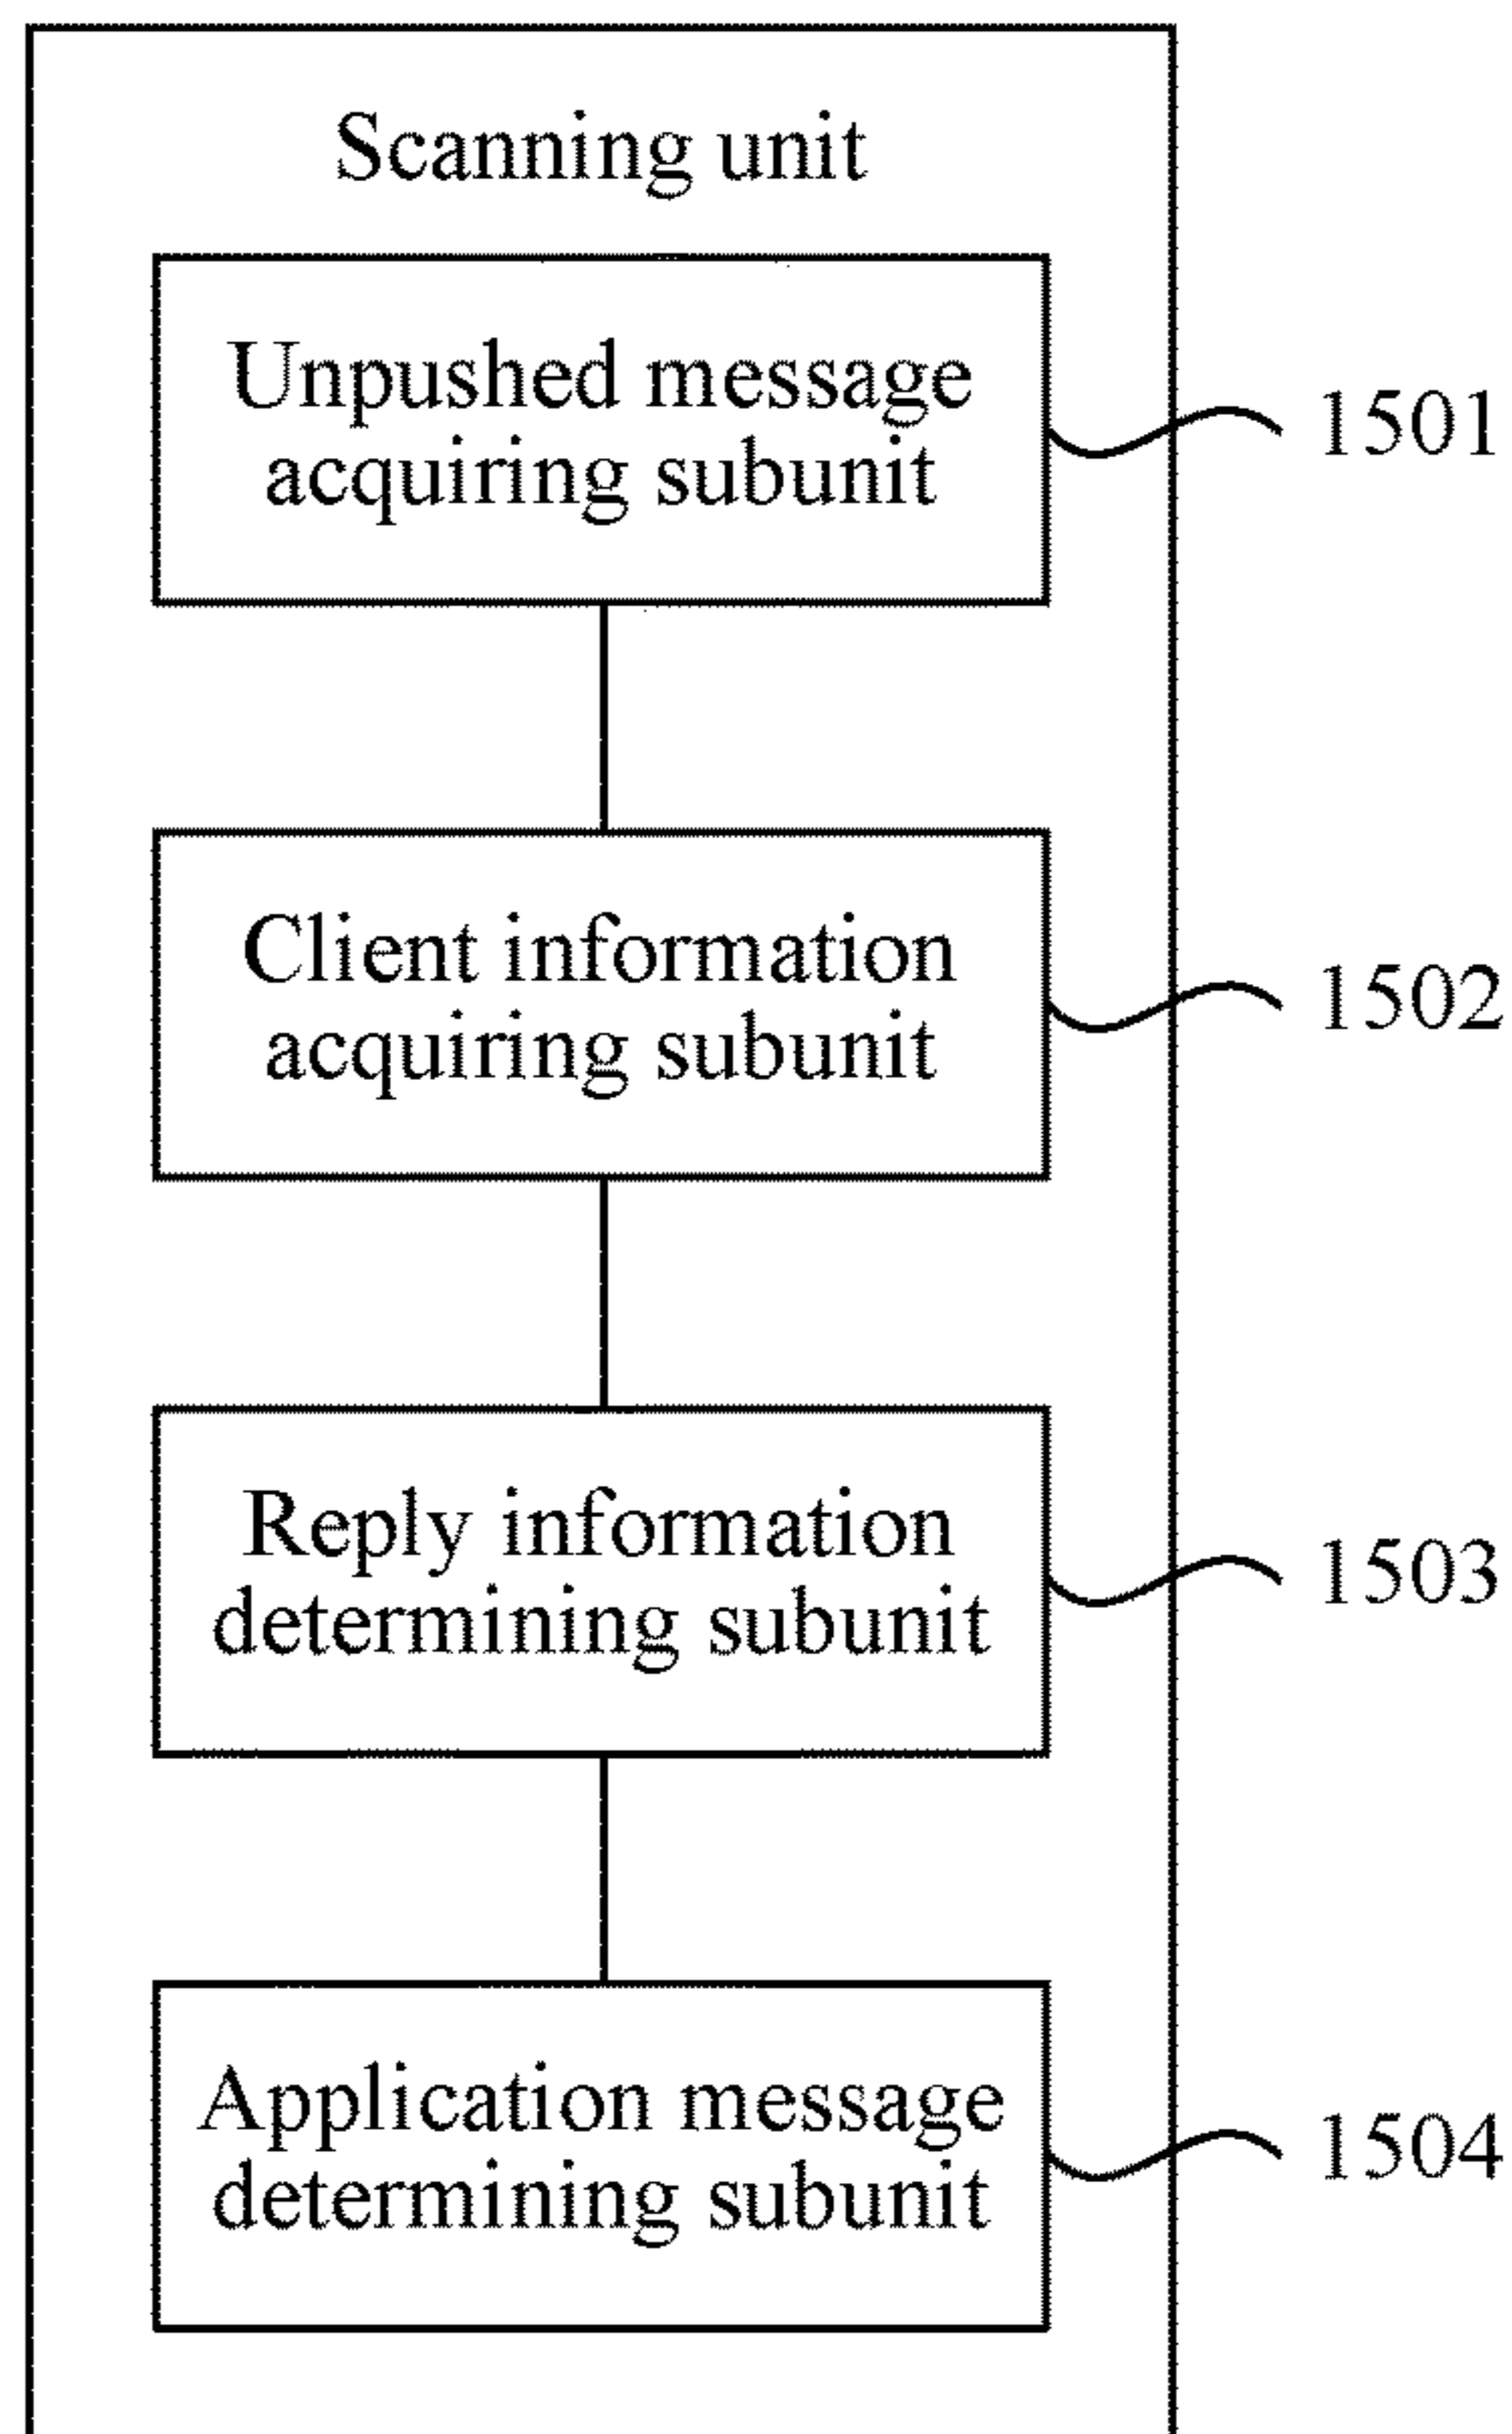 Scanning unit
Unpushed message
acquiring subunit
1501
Client information
acquiring subunit
1502
Reply information
determining subunit
1503
Application message
determining subunit
1504